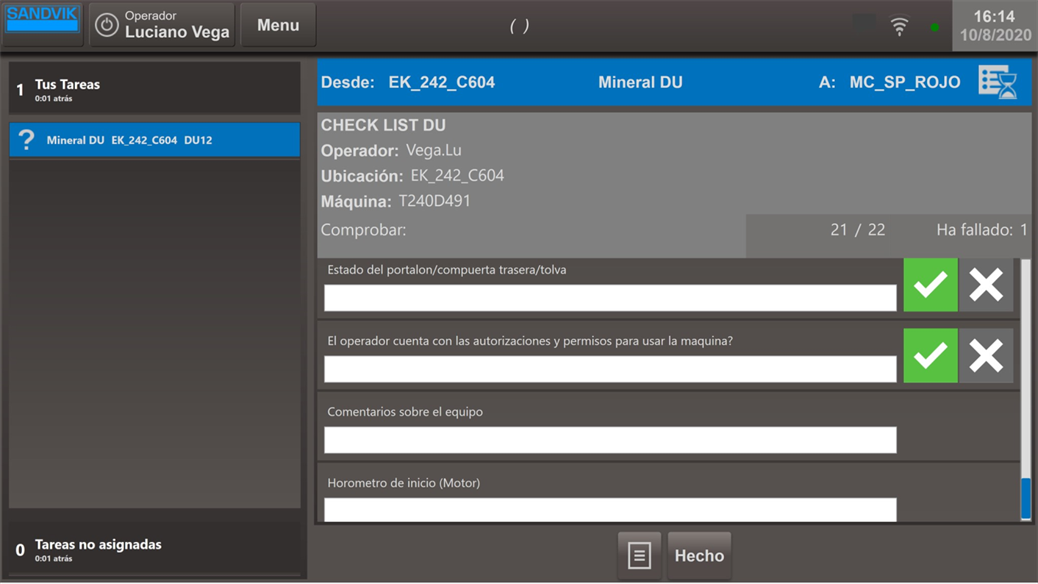 SANDVIK
Operador
Luciano Vega
Menu
( )
16:14
10/8/2020
1 Tus Tareas
0:01 atrás
? Mineral DU EK_242_C604 DU12
0 Tareas no asignadas
0:01 atrás
Desde: EK_242_C604 Mineral DU A: MC_SP_ROJO
CHECK LIST DU
Operador: Vega.Lu
Ubicación: EK_242_C604
Máquina: T240D491
Comprobar: 21 / 22 Ha fallado: 1
Estado del portalon/compuerta trasera/tolva
El operador cuenta con las autorizaciones y permisos para usar la maquina?
Comentarios sobre el equipo
Horometro de inicio (Motor)
Hecho